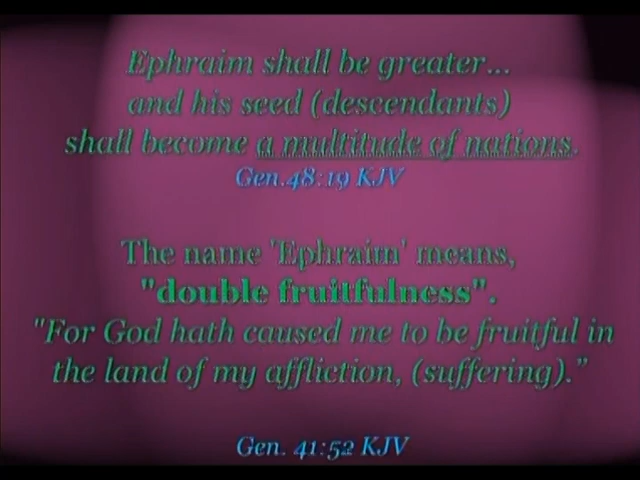 Ephraim shall be greater...
and his seed (descendants)
shall become a multitude of nations.
Gen.48:19 KJV
The name 'Ephraim' means,
"double fruitfulness".
"For God hath caused me to be fruitful in
the land of my affliction, (suffering)."
Gen. 41:52 KJV